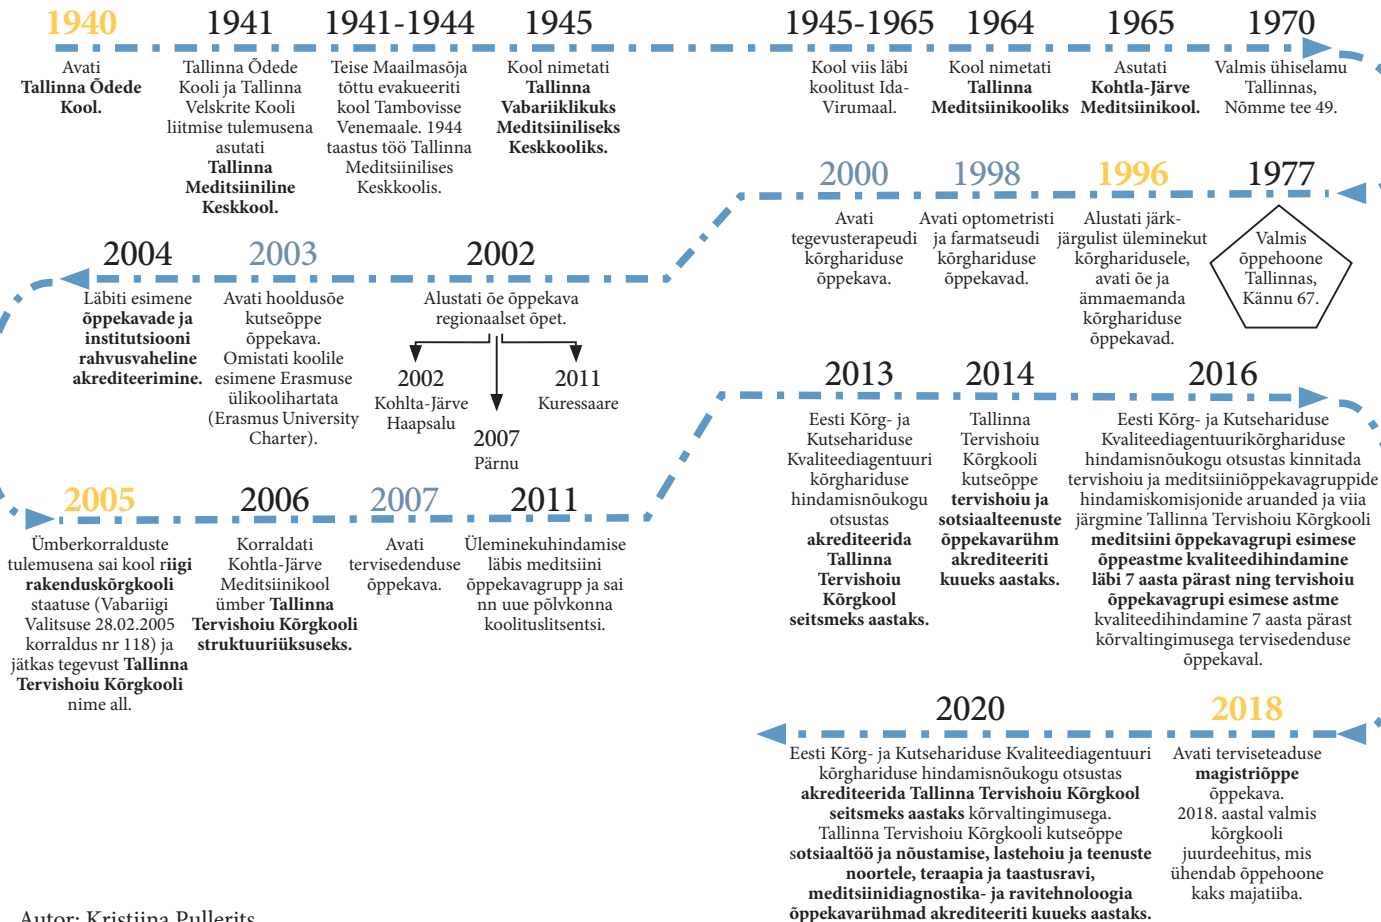 1940
Avati
Tallinna Õdede
Kool.
1941
Tallinna Õdede
Kooli ja Tallinna
Velskrite Kooli
liitmise tulemusena
asutati
Tallinna
Meditsiiniline
Keskkool.
1941-1944
Teise Maailmasõja
tõttu evakueeriti
kool Tambovisse
Venemaale. 1944
taastus töö Tallinna
Meditsiinilises
Keskkoolis.
1945
Kool nimetati
Tallinna
Vabariiklikuks
Meditsiiniliseks
Keskkooliks.
1945-1965
Kool viis läbi
koolitust Ida-
Virumaal.
1964
Kool nimetati
Tallinna
Meditsiinikooliks
1965
Asutati
Kohtla-Järve
Meditsiinikool.
1970
Valmis ühiselamu
Tallinnas,
Nõmme tee 49.
1977
Valmis
õppehoone
Tallinnas,
Kännu 67.
1996
Alustati järk-
järgulist üleminekut
kõrgharidusele,
avati õe ja
ämmaemanda
kõrghariduse
õppekavad.
1998
Avati optometristi
ja farmatseudi
kõrghariduse
õppekavad.
2000
Avati
tegevusterapeudi
kõrghariduse
õppekava.
2002
Alustati õe õppekava
regionaalset õpet.
2002
Kohlta-Järve
Haapsalu
2007
Pärnu
2011
Kuressaare
2003
Avati hooldusõe
kutseõppe
õppekava.
Omistati koolile
esimene Erasmuse
ülikoolihartata
(Erasmus University
Charter).
2004
Läbiti esimene
õppekavade ja
institutsiooni
rahvusvaheline
akrediteerimine.
2005
Ümberkorralduste
tulemusena sai kool riigi
rakenduskõrgkooli
staatuse (Vabariigi
Valitsuse 28.02.2005
korraldus nr 118) ja
jätkas tegevust Tallinna
Tervishoiu Kõrgkooli
nime all.
2006
Korraldati
Kohtla-Järve
Meditsiinikool
ümber Tallinna
Tervishoiu Kõrgkooli
struktuuriüksuseks.
2007
Avati
tervisedenduse
õppekava.
2011
Üleminekuhindamise
läbis meditsiini
õppekavagrupp ja sai
nn uue põlvkonna
koolituslitsentsi.
2013
Eesti Kõrg- ja
Kutsehariduse
Kvaliteediagentuuri
kõrghariduse
hindamisnõukogu
otsustas
akrediteerida
Tallinna
Tervishoiu
Kõrgkool
seitsmeks aastaks.
2014
Tallinna
Tervishoiu
Kõrgkooli
kutseõppe
tervishoiu ja
sotsiaalteenuste
õppekavarühm
akrediteeriti
kuueks aastaks.
2016
Eesti Kõrg- ja Kutsehariduse
Kvaliteediagentuurikõrghariduse
hindamisnõukogu otsustas kinnitada
tervishoiu ja meditsiiniõppekavagruppide
hindamiskomisjonide aruanded ja viia
järgmine Tallinna Tervishoiu Kõrgkooli
meditsiini õppekavagrupi esimese
õppeastme kvaliteedihindamine
läbi 7 aasta pärast ning tervishoiu
õppekavagrupi esimese astme
kvaliteedihindamine 7 aasta pärast
kõrvaltingimusega tervisedenduse
õppekaval.
2018
Avati terviseteaduse
magistriõppe
õppekava.
2018. aastal valmis
kõrgkooli
juurdeehitus, mis
ühendab õppehoone
kaks majatiiba.
2020
Eesti Kõrg- ja Kutsehariduse Kvaliteediagentuuri
kõrghariduse hindamisnõukogu otsustas
akrediteerida Tallinna Tervishoiu Kõrgkool
seitsmeks aastaks kõrvaltingimusega.
Tallinna Tervishoiu Kõrgkooli kutseõppe
sotsiaaltöö ja nõustamise, lastehoiu ja teenuste
noortele, teraapia ja taastusravi,
meditsiinidiagnostika- ja ravitehnoloogia
õppekavarühmad akrediteeriti kuueks aastaks.
Autor: Kristiina Pullerits